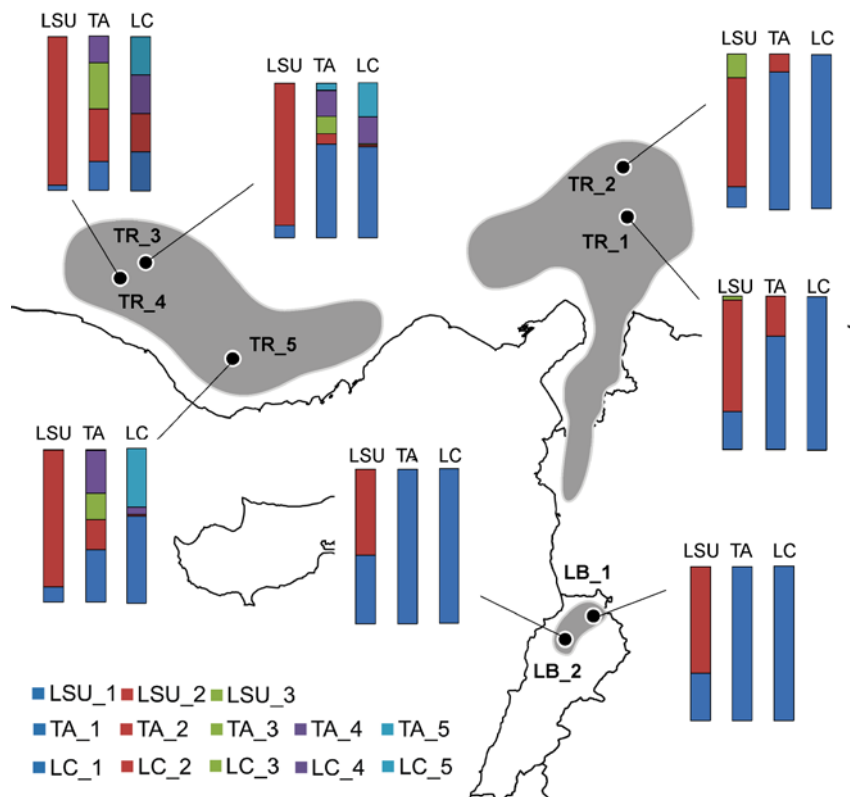 LSU TA LC
LSU TA LC
LSU TA LC
TR_2
TR_1
TR_3
TR_4
TR_5
LSU TA LC
LSU TA LC
LSU TA LC
LSU TA LC
LB_1
LB_2
LSU_1 LSU_2 LSU_3
TA_1 TA_2 TA_3 TA_4 TA_5
LC_1 LC_2 LC_3 LC_4 LC_5